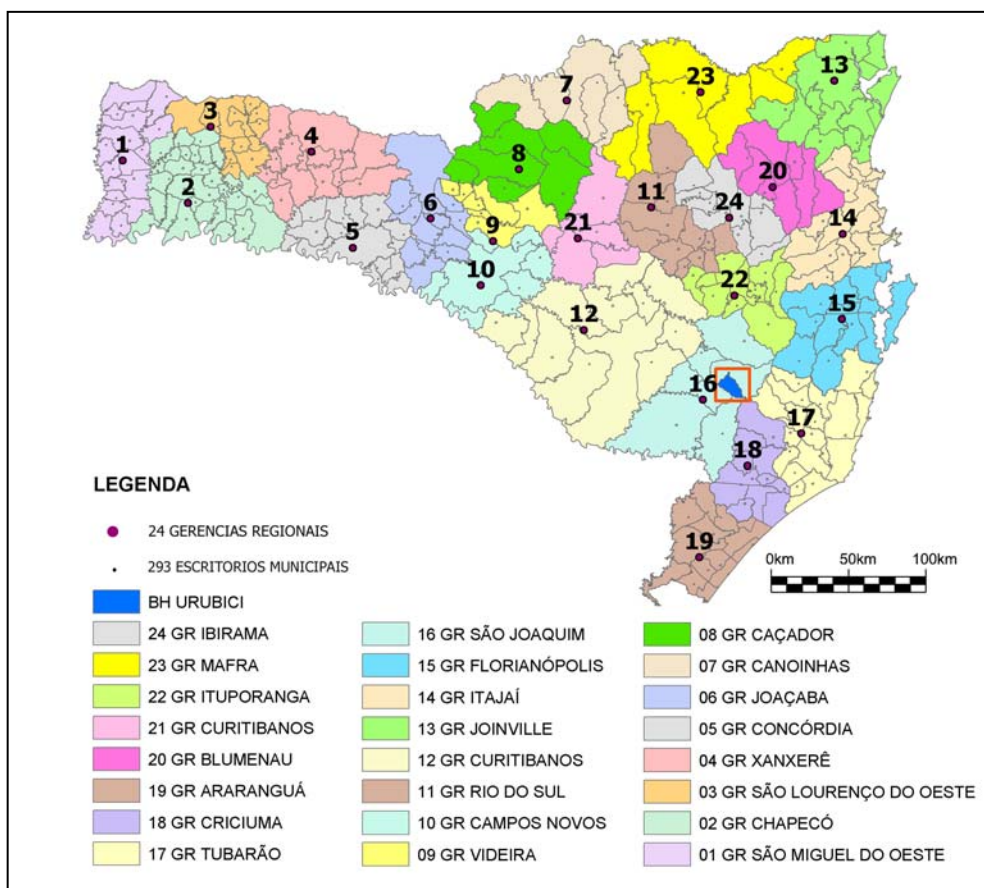 7
23
13
3
1
4
8
2
20
11
6
24
9
21
14
5
10
22
15
12
16
17
18
LEGENDA
19
24 GERENCIAS REGIONAIS
0km 50km 100km
293 ESCRITORIOS MUNICIPAIS
BH URUBICI
24 GR IBIRAMA
23 GR MAFRA
22 GR ITUPORANGA
21 GR CURITIBANOS
20 GR BLUMENAU
19 GR ARARANGUÁ
18 GR CRICIUMA
17 GR TUBARÃO
16 GR SÃO JOAQUIM
15 GR FLORIANÓPOLIS
14 GR ITAJAÍ
13 GR JOINVILLE
12 GR CURITIBANOS
11 GR RIO DO SUL
10 GR CAMPOS NOVOS
09 GR VIDEIRA
08 GR CAÇADOR
07 GR CANOINHAS
06 GR JOAÇABA
05 GR CONCÓRDIA
04 GR XANXERÊ
03 GR SÃO LOURENÇO DO OESTE
02 GR CHAPECÓ
01 GR SÃO MIGUEL DO OESTE